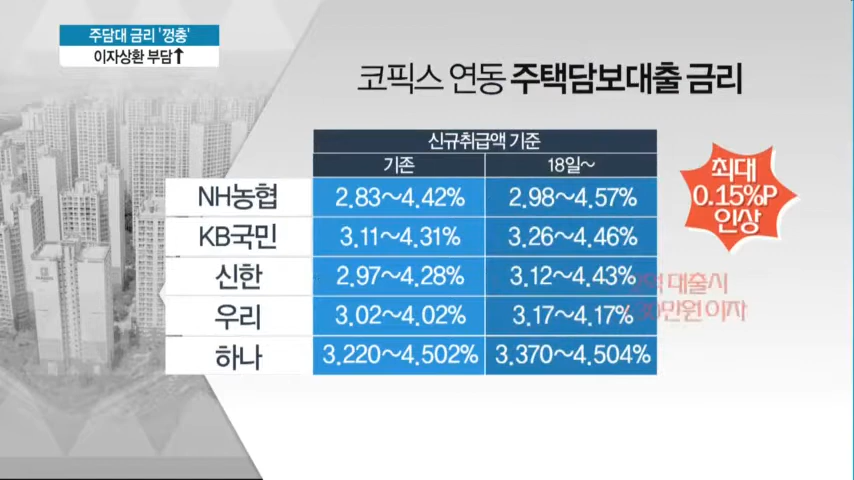 주담대 금리 '껑충'
이자상환 부담↑
코픽스 연동 주택담보대출 금리
신규취급액 기준
기존 18일~
NH농협 2.83~4.42% 2.98~4.57%
KB국민 3.11~4.31% 3.26~4.46%
신한 2.97~4.28% 3.12~4.43%
우리 3.02~4.02% 3.17~4.17%
하나 3.220~4.502% 3.370~4.504%
최대
0.15%P
인상
대출시
이자